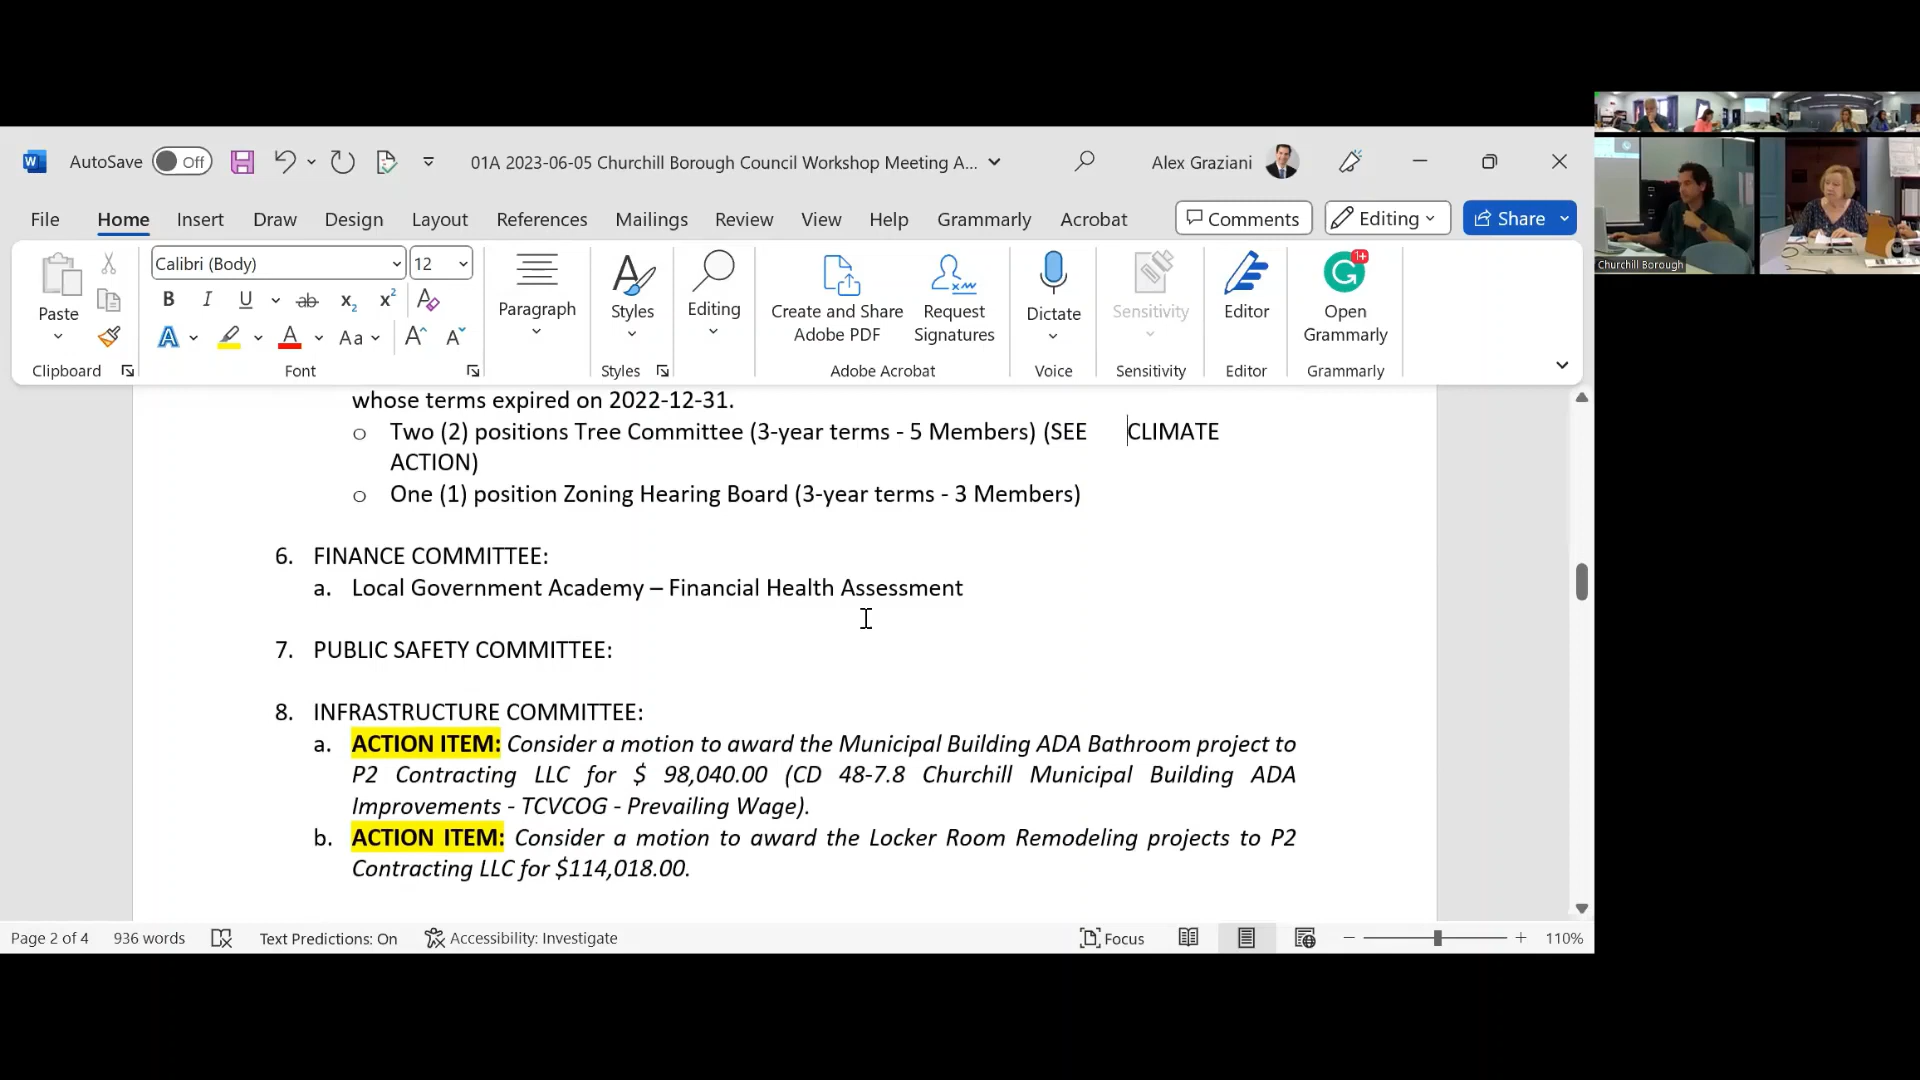 AutoSave Off 01A 2023-06-05 Churchill Borough Council Workshop Meeting A... Alex Graziani
File Home Insert Draw Design Layout References Mailings Review View Help Grammarly Acrobat Comments Editing Share
Calibri (Body) 12
Paste
B I U ab x2 x2 A
A A Aa A A
Paragraph
Styles
Editing
Create and Share
Adobe PDF
Request
Signatures
Dictate
Sensitivity
Editor
Open
Grammarly
Clipboard Font Styles Adobe Acrobat Voice Sensitivity Editor Grammarly
Churchill Borough
whose terms expired on 2022-12-31.
o Two (2) positions Tree Committee (3-year terms - 5 Members) (SEE CLIMATE
ACTION)
o One (1) position Zoning Hearing Board (3-year terms - 3 Members)
6. FINANCE COMMITTEE:
a. Local Government Academy – Financial Health Assessment
7. PUBLIC SAFETY COMMITTEE:
8. INFRASTRUCTURE COMMITTEE:
a. ACTION ITEM: Consider a motion to award the Municipal Building ADA Bathroom project to
P2 Contracting LLC for $ 98,040.00 (CD 48-7.8 Churchill Municipal Building ADA
Improvements - TCVCOG - Prevailing Wage).
b. ACTION ITEM: Consider a motion to award the Locker Room Remodeling projects to P2
Contracting LLC for $114,018.00.
Page 2 of 4 936 words Text Predictions: On Accessibility: Investigate Focus 110%